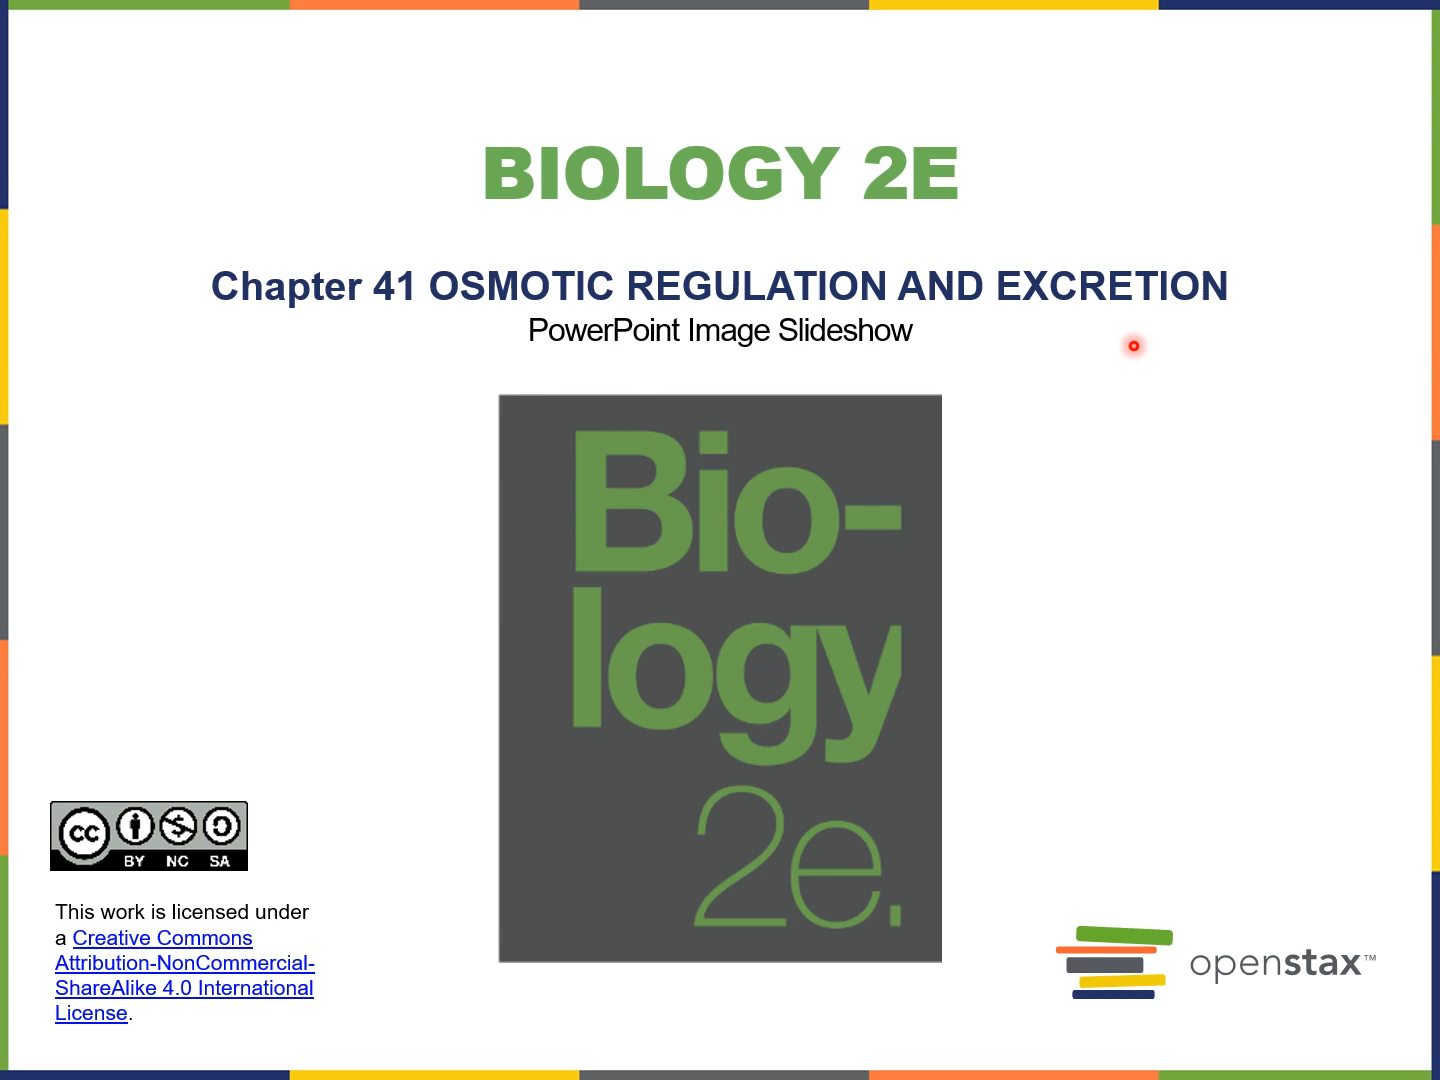 BIOLOGY 2E
Chapter 41 OSMOTIC REGULATION AND EXCRETION
PowerPoint Image Slideshow
Bio-
logy
2e.
cc
BY NC SA
This work is licensed under
a Creative Commons
Attribution-NonCommercial-
ShareAlike 4.0 International
License.
openstax™